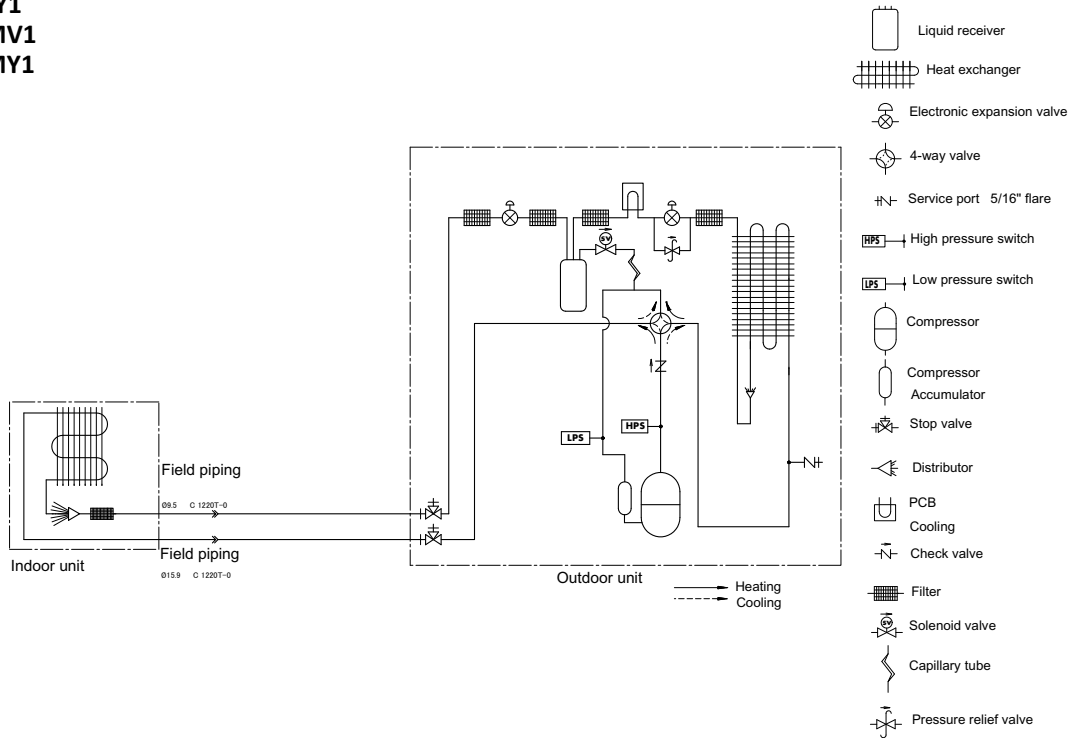 MV1
MY1
Liquid receiver
Heat exchanger
Electronic expansion valve
4-way valve
Service port 5/16" flare
HPS High pressure switch
LPS Low pressure switch
Compressor
Compressor
Accumulator
Stop valve
Distributor
PCB
Cooling
Check valve
Filter
SV Solenoid valve
Capillary tube
Pressure relief valve
SV
LPS
HPS
Field piping
Ø9.5 C 1220T-0
Field piping
Ø15.9 C 1220T-0
Indoor unit
Outdoor unit
Heating
Cooling